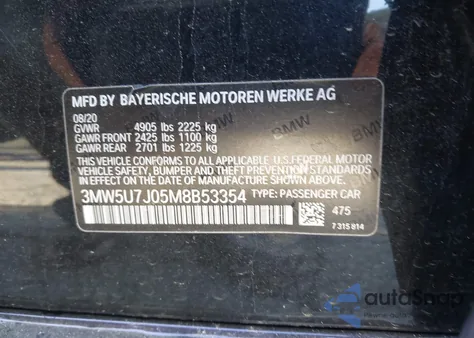 MFD BY BAYERISCHE MOTOREN WERKE AG
08/20
GVWR 4905 lbs 2225 kg
GAWR FRONT 2425 lbs 1100 kg
GAWR REAR 2701 lbs 1225 kg
THIS VEHICLE CONFORMS TO ALL APPLICABLE U.S.FEDERAL MOTOR
VEHICLE SAFETY, BUMPER AND THEFT PREVENTION STANDARDS
IN EFFECT ON THE DATE OF MANUFACTURE SHOWN ABOVE.
3MW5U7J05M8B53354 TYPE: PASSENGER CAR
475
7 315 814
BMW
BMW
BMW
autoSnap